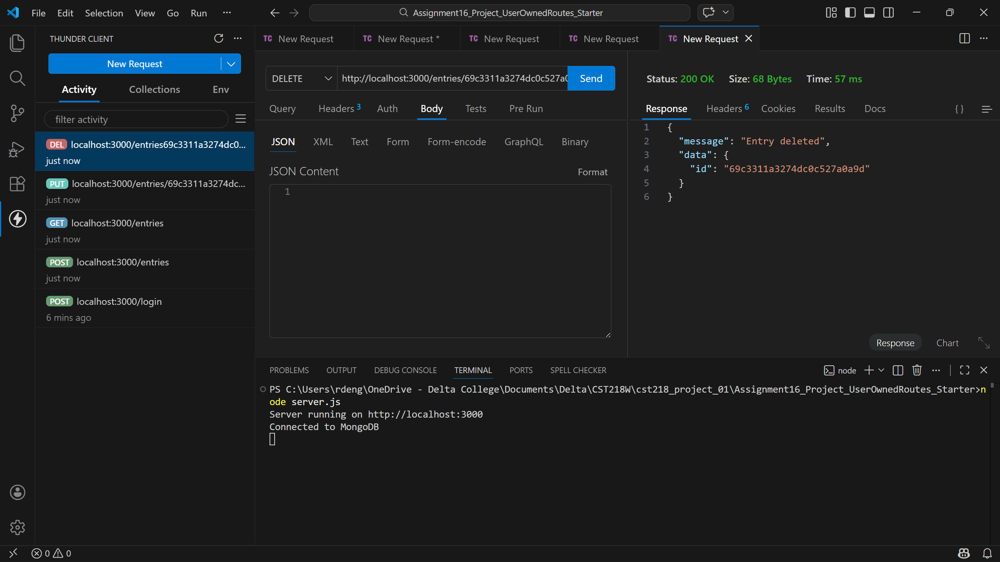 File Edit Selection View Go Run ···
Assignment16_Project_UserOwnedRoutes_Starter
THUNDER CLIENT
New Request
Activity Collections Env
filter activity
DEL localhost:3000/entries69c3311a3274dc0...
just now
PUT localhost:3000/entries/69c3311a3274dc...
just now
GET localhost:3000/entries
just now
POST localhost:3000/entries
just now
POST localhost:3000/login
6 mins ago
TC New Request TC New Request * TC New Request TC New Request TC New Request
DELETE http://localhost:3000/entries/69c3311a3274dc0c527a0 Send
Query Headers 3 Auth Body Tests Pre Run
JSON XML Text Form Form-encode GraphQL Binary
JSON Content Format
1
Status: 200 OK Size: 68 Bytes Time: 57 ms
Response Headers 6 Cookies Results Docs { }
1 {
2 "message": "Entry deleted",
3 "data": {
4 "id": "69c3311a3274dc0c527a0a9d"
5 }
6 }
Response Chart
PROBLEMS OUTPUT DEBUG CONSOLE TERMINAL PORTS SPELL CHECKER
node
PS C:\Users\rdeng\OneDrive - Delta College\Documents\Delta\CST218W\cst218_project_01\Assignment16_Project_UserOwnedRoutes_Starter>n
ode server.js
Server running on http://localhost:3000
Connected to MongoDB
0 0